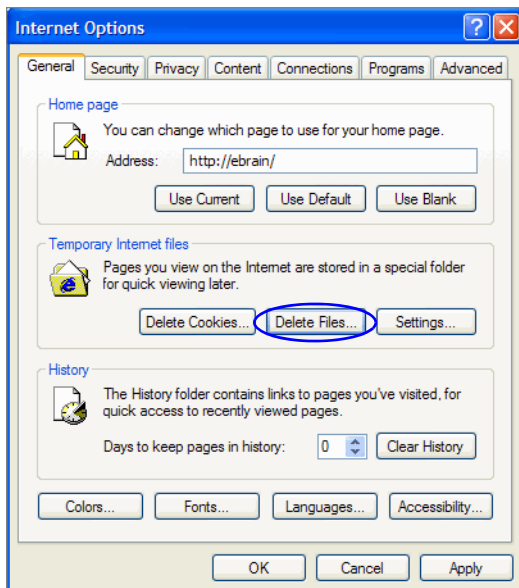 Internet Options
General Security Privacy Content Connections Programs Advanced
Home page
You can change which page to use for your home page.
Address: http://ebrain/
Use Current Use Default Use Blank
Temporary Internet files
Pages you view on the Internet are stored in a special folder
for quick viewing later.
Delete Cookies... Delete Files... Settings...
History
The History folder contains links to pages you've visited, for
quick access to recently viewed pages.
Days to keep pages in history: 0 Clear History
Colors... Fonts... Languages... Accessibility...
OK Cancel Apply